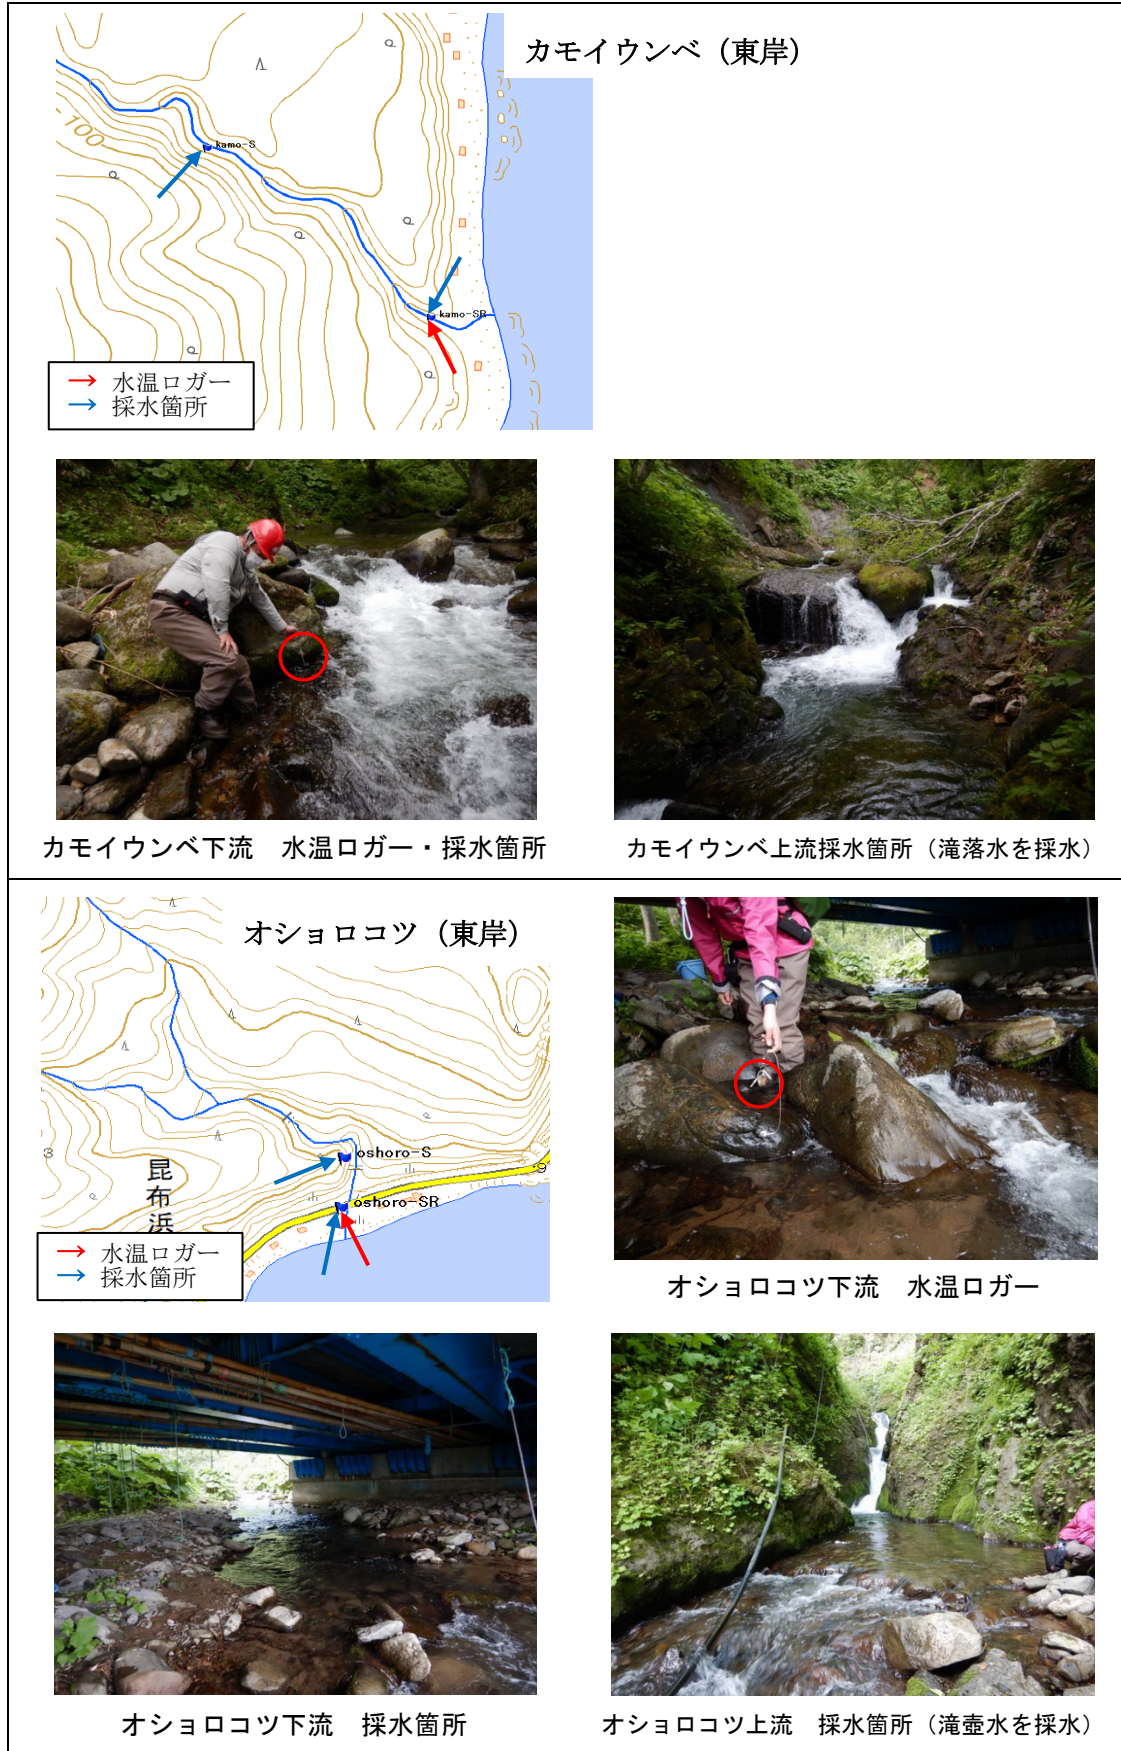 カモイウンベ（東岸）
100
kamo-S
kamo-SR
→ 水温ロガー
→ 採水箇所
カモイウンベ下流　水温ロガー・採水箇所
カモイウンベ上流採水箇所（滝落水を採水）
オショロコツ（東岸）
oshoro-S
3
昆布浜
・9
oshoro-SR
→ 水温ロガー
→ 採水箇所
オショロコツ下流　水温ロガー
オショロコツ下流　採水箇所
オショロコツ上流　採水箇所（滝壺水を採水）